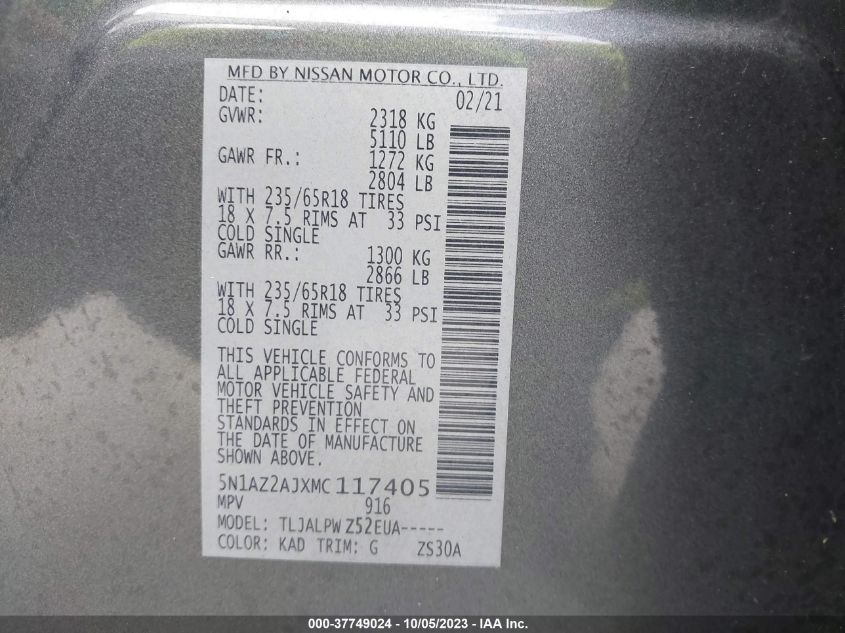 MFD BY NISSAN MOTOR CO., LTD.
DATE: 02/21
GVWR: 2318 KG
5110 LB
GAWR FR.: 1272 KG
2804 LB
WITH 235/65R18 TIRES
18 X 7.5 RIMS AT 33 PSI
COLD SINGLE
GAWR RR.: 1300 KG
2866 LB
WITH 235/65R18 TIRES
18 X 7.5 RIMS AT 33 PSI
COLD SINGLE
THIS VEHICLE CONFORMS TO
ALL APPLICABLE FEDERAL
MOTOR VEHICLE SAFETY AND
THEFT PREVENTION
STANDARDS IN EFFECT ON
THE DATE OF MANUFACTURE
SHOWN ABOVE.
5N1AZ2AJXMC117405
MPV 916
MODEL: TLJALPW Z52EUA-----
COLOR: KAD TRIM: G ZS30A
000-37749024 - 10/05/2023 - IAA Inc.